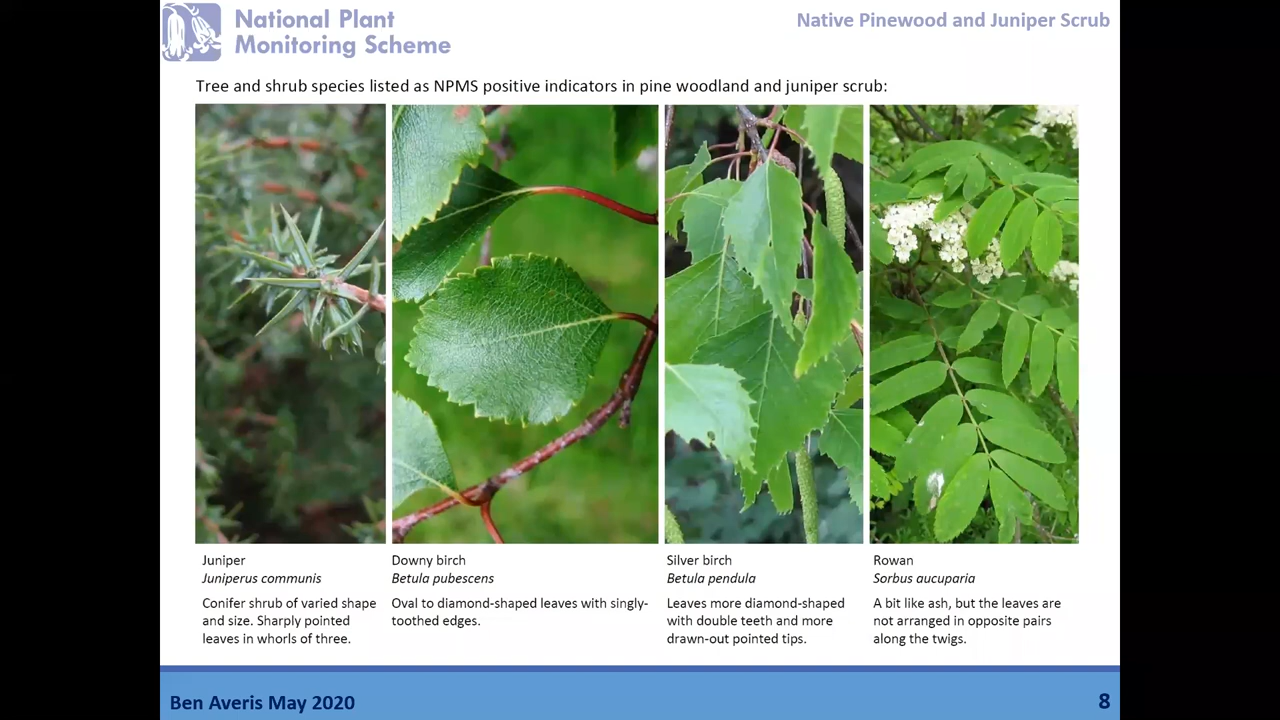 National Plant
Monitoring Scheme
Native Pinewood and Juniper Scrub
Tree and shrub species listed as NPMS positive indicators in pine woodland and juniper scrub:
Juniper
Juniperus communis
Conifer shrub of varied shape
and size. Sharply pointed
leaves in whorls of three.
Downy birch
Betula pubescens
Oval to diamond-shaped leaves with singly-
toothed edges.
Silver birch
Betula pendula
Leaves more diamond-shaped
with double teeth and more
drawn-out pointed tips.
Rowan
Sorbus aucuparia
A bit like ash, but the leaves are
not arranged in opposite pairs
along the twigs.
Ben Averis May 2020
8